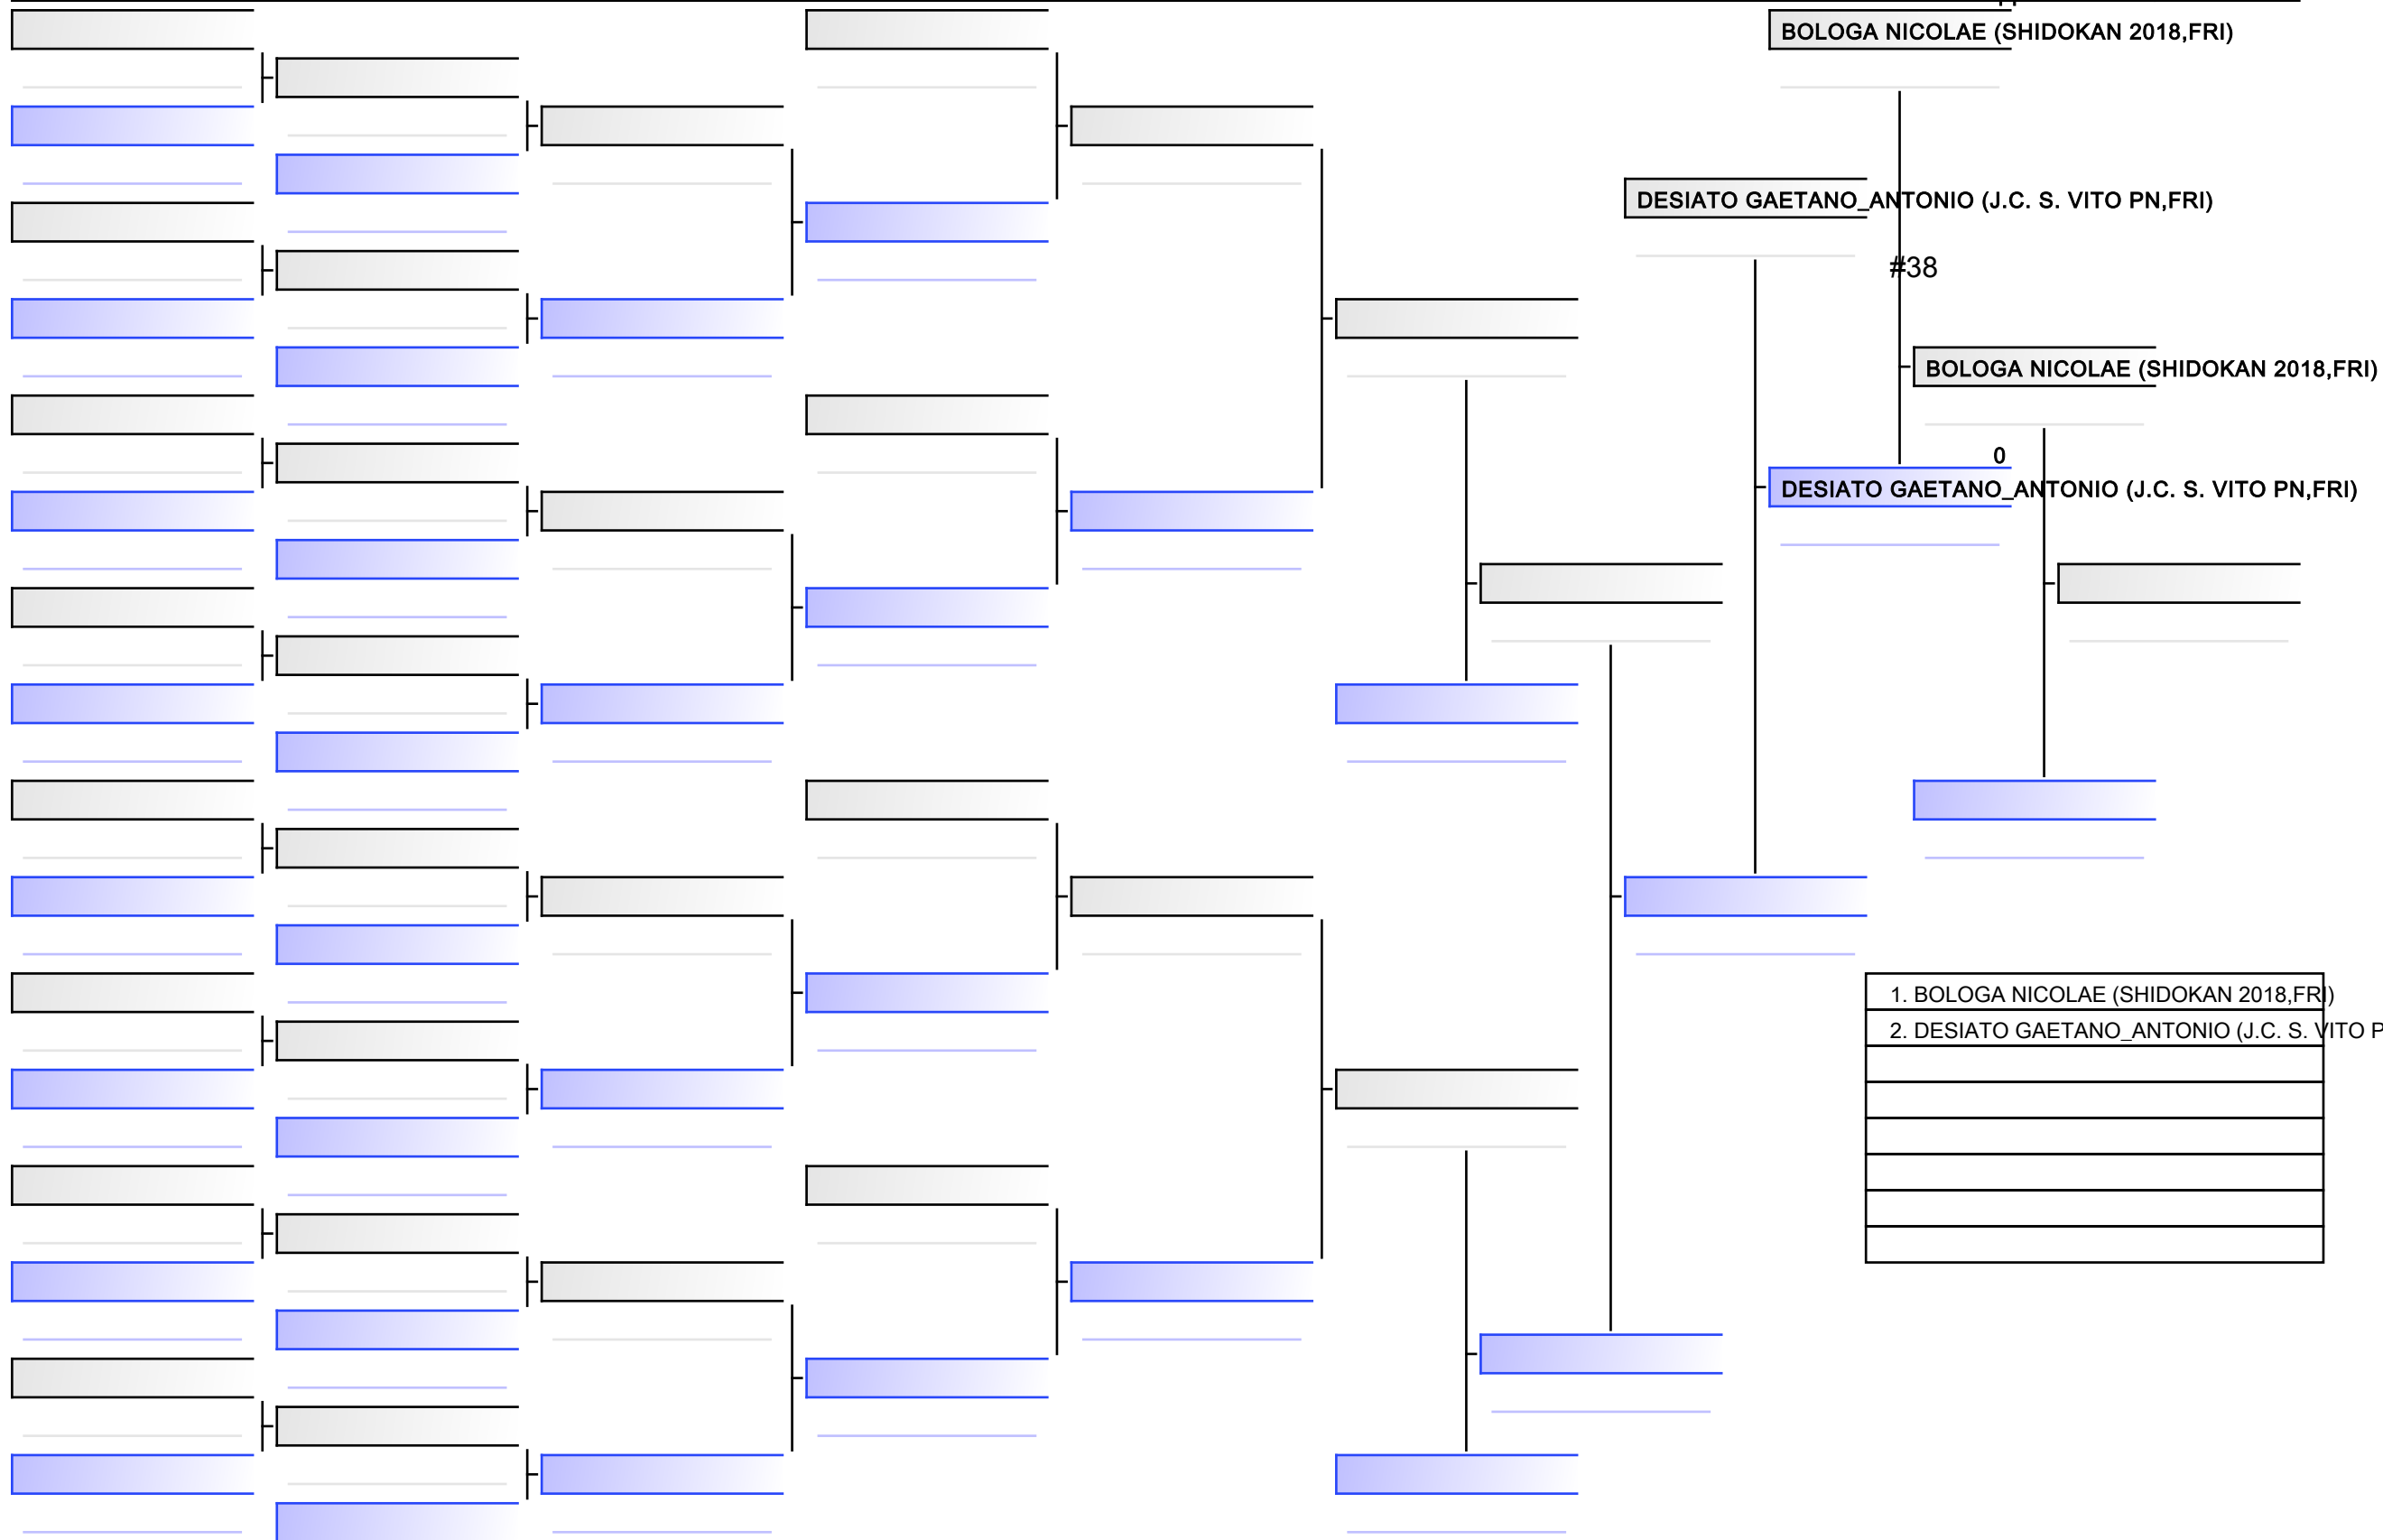 BOLOGA NICOLAE (SHIDOKAN 2018,FRI)
DESIATO GAETANO_ANTONIO (J.C. S. VITO PN,FRI)
#38
BOLOGA NICOLAE (SHIDOKAN 2018,FRI)
0
DESIATO GAETANO_ANTONIO (J.C. S. VITO PN,FRI)
1. BOLOGA NICOLAE (SHIDOKAN 2018,FRI)
2. DESIATO GAETANO_ANTONIO (J.C. S. VITO P